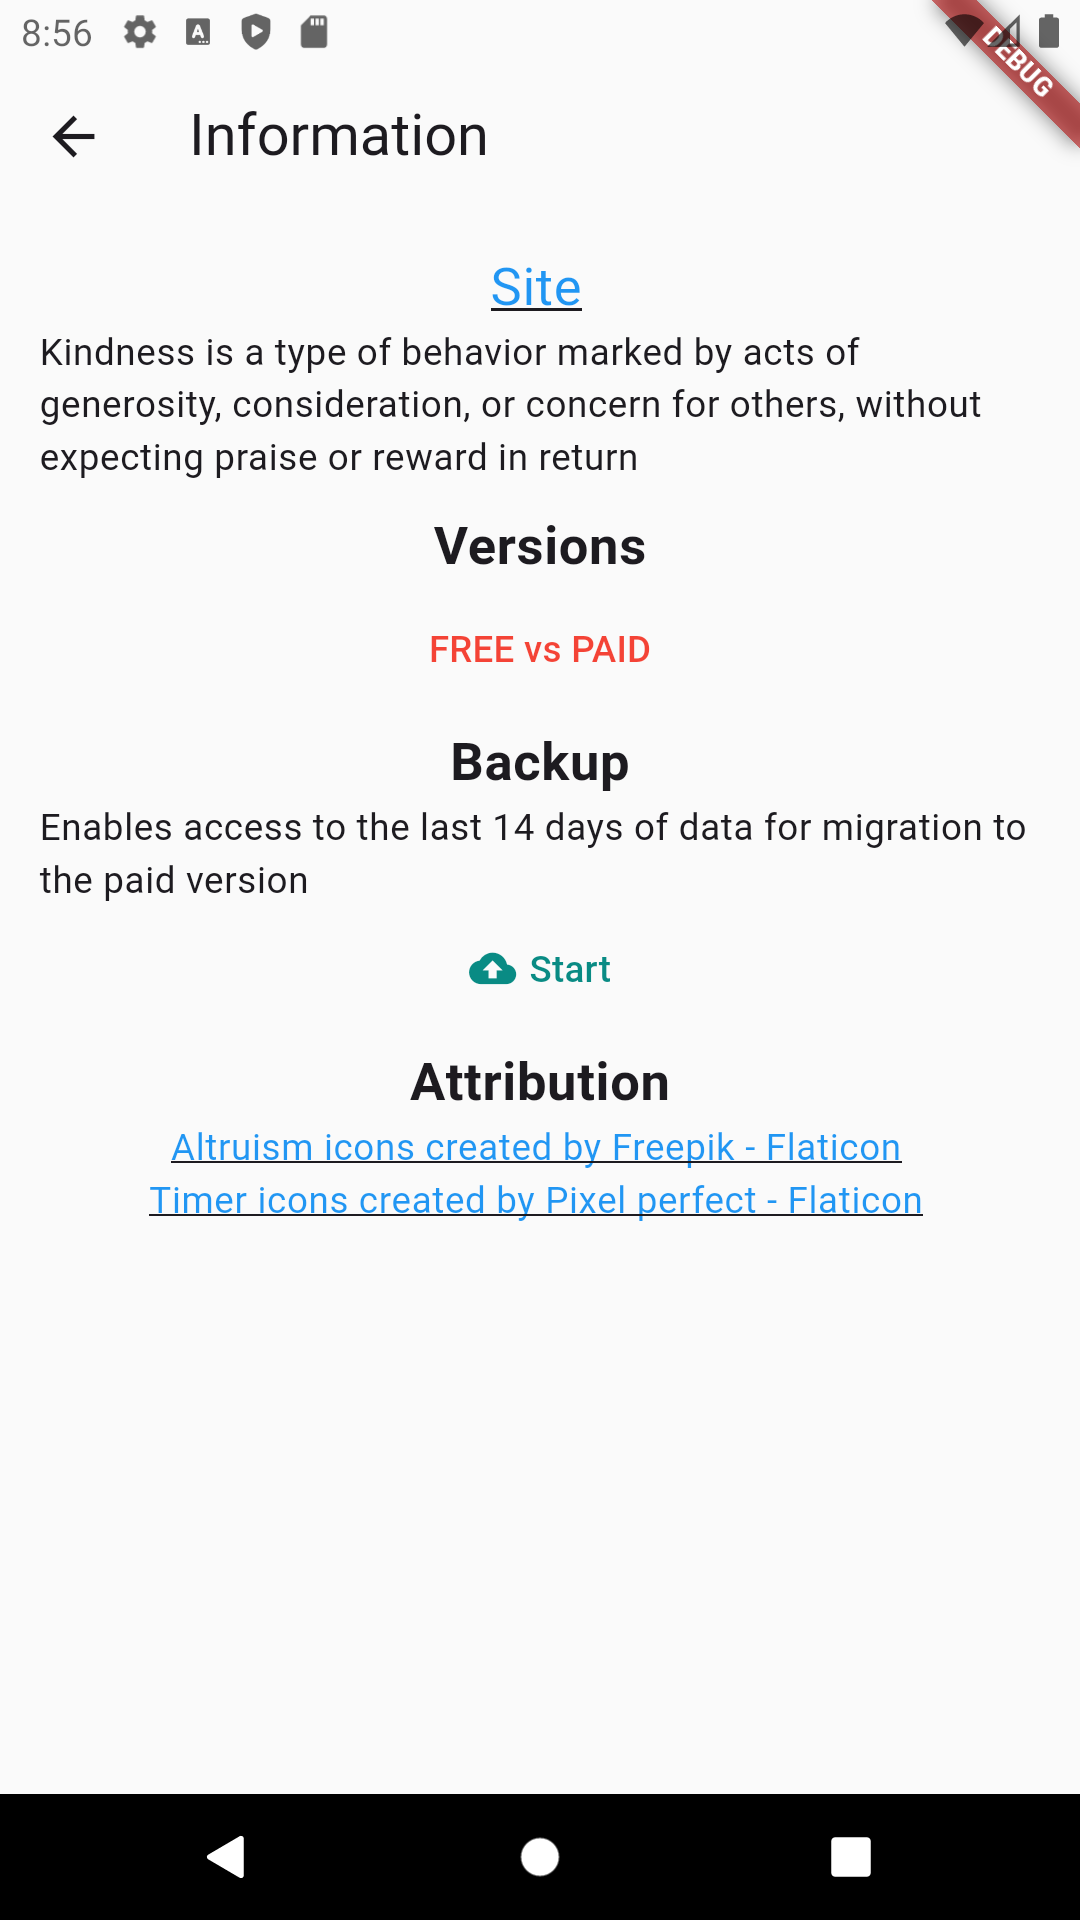 8:56
DEBUG
Information
Site
Kindness is a type of behavior marked by acts of
generosity, consideration, or concern for others, without
expecting praise or reward in return
Versions
FREE vs PAID
Backup
Enables access to the last 14 days of data for migration to
the paid version
Start
Attribution
Altruism icons created by Freepik - Flaticon
Timer icons created by Pixel perfect - Flaticon